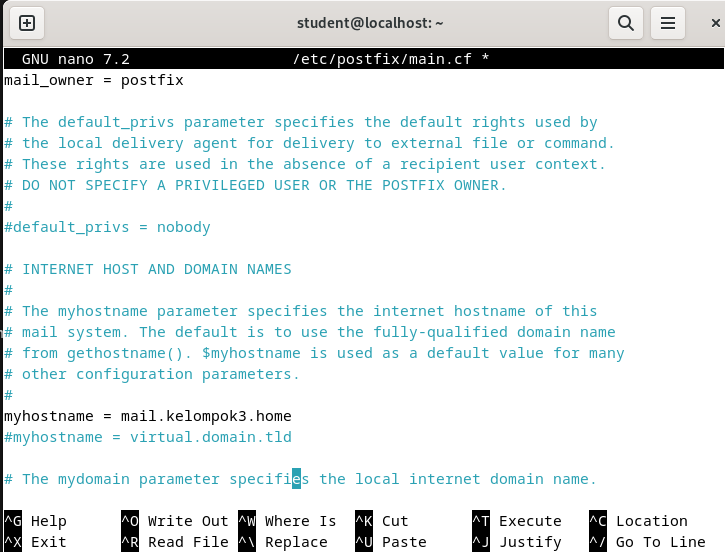 student@localhost: ~
GNU nano 7.2 /etc/postfix/main.cf *
mail_owner = postfix
# The default_privs parameter specifies the default rights used by
# the local delivery agent for delivery to external file or command.
# These rights are used in the absence of a recipient user context.
# DO NOT SPECIFY A PRIVILEGED USER OR THE POSTFIX OWNER.
#
#default_privs = nobody
# INTERNET HOST AND DOMAIN NAMES
#
# The myhostname parameter specifies the internet hostname of this
# mail system. The default is to use the fully-qualified domain name
# from gethostname(). $myhostname is used as a default value for many
# other configuration parameters.
#
myhostname = mail.kelompok3.home
#myhostname = virtual.domain.tld
# The mydomain parameter specifies the local internet domain name.
^G Help ^O Write Out ^W Where Is ^K Cut ^T Execute ^C Location
^X Exit ^R Read File ^\ Replace ^U Paste ^J Justify ^/ Go To Line